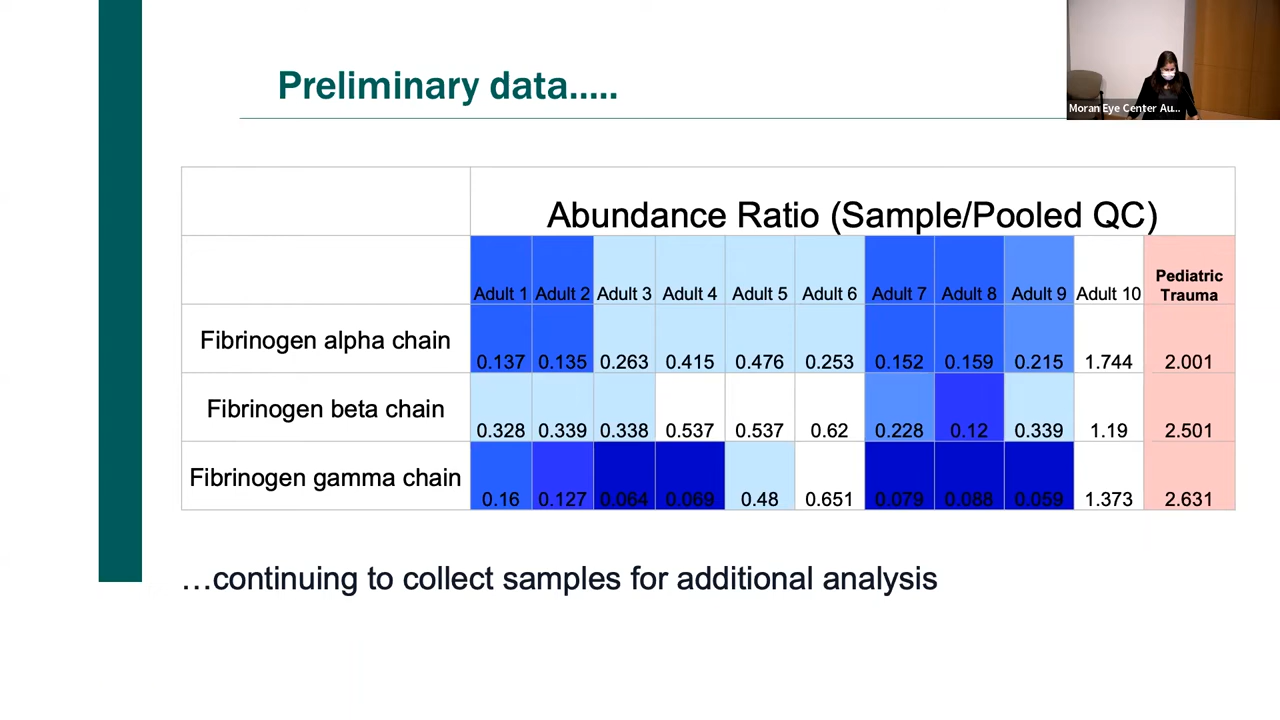 Preliminary data.....
Moran Eye Center Au...
Abundance Ratio (Sample/Pooled QC)
Adult 1 Adult 2 Adult 3 Adult 4 Adult 5 Adult 6 Adult 7 Adult 8 Adult 9 Adult 10 Pediatric Trauma
Fibrinogen alpha chain 0.137 0.135 0.263 0.415 0.476 0.253 0.152 0.159 0.215 1.744 2.001
Fibrinogen beta chain 0.328 0.339 0.338 0.537 0.537 0.62 0.228 0.12 0.339 1.19 2.501
Fibrinogen gamma chain 0.16 0.127 0.064 0.069 0.48 0.651 0.079 0.088 0.059 1.373 2.631
…continuing to collect samples for additional analysis